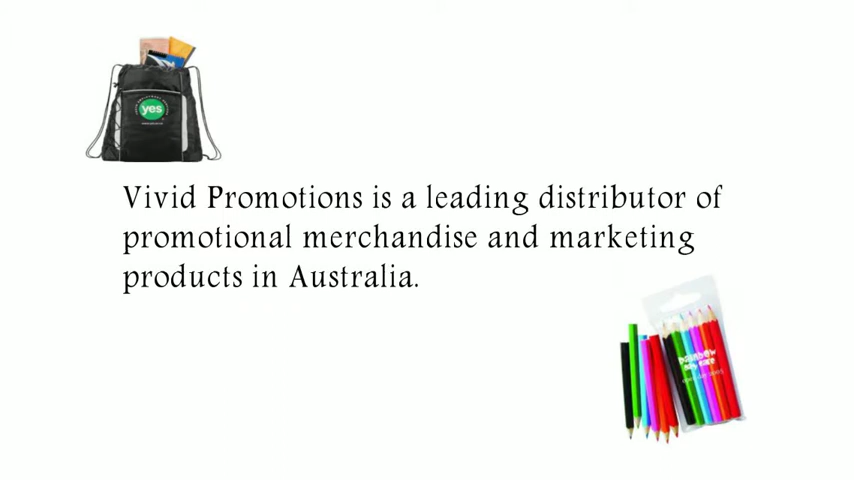 yes
Vivid Promotions is a leading distributor of
promotional merchandise and marketing
products in Australia.